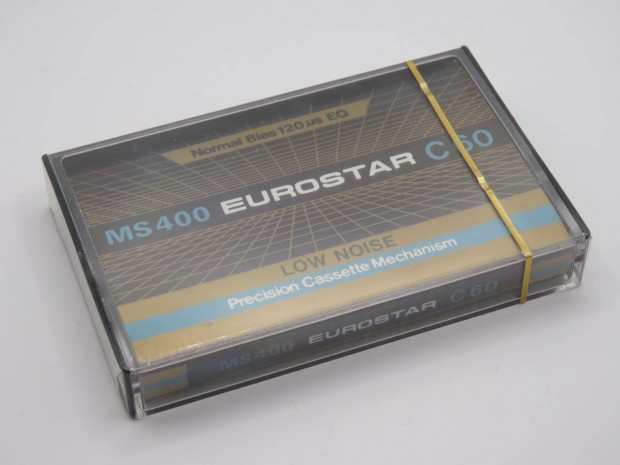 Normal Bias 120 µs EQ
MS400 EUROSTAR C60
LOW NOISE
Precision Cassette Mechanism
MS400 EUROSTAR C60